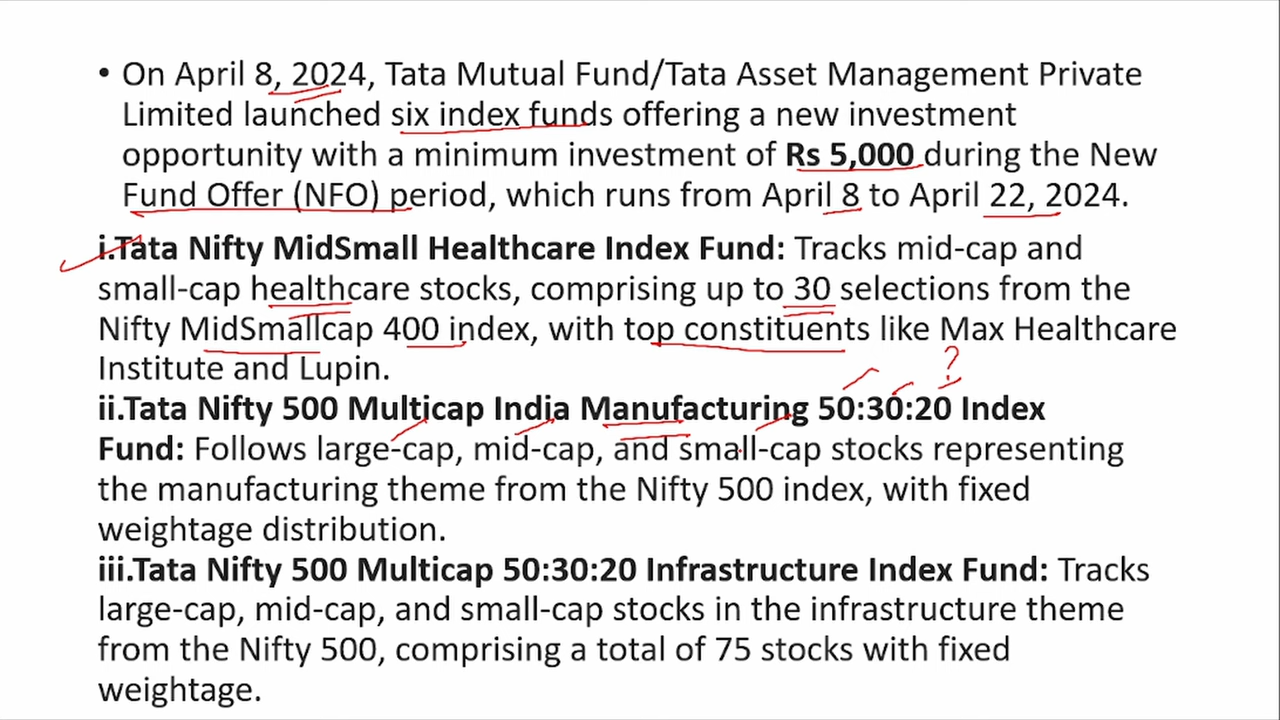 • On April 8, 2024, Tata Mutual Fund/Tata Asset Management Private
Limited launched six index funds offering a new investment
opportunity with a minimum investment of Rs 5,000 during the New
Fund Offer (NFO) period, which runs from April 8 to April 22, 2024.
i.Tata Nifty MidSmall Healthcare Index Fund: Tracks mid-cap and
small-cap healthcare stocks, comprising up to 30 selections from the
Nifty MidSmallcap 400 index, with top constituents like Max Healthcare
Institute and Lupin.
?
ii.Tata Nifty 500 Multicap India Manufacturing 50:30:20 Index
Fund: Follows large-cap, mid-cap, and small-cap stocks representing
the manufacturing theme from the Nifty 500 index, with fixed
weightage distribution.
iii.Tata Nifty 500 Multicap 50:30:20 Infrastructure Index Fund: Tracks
large-cap, mid-cap, and small-cap stocks in the infrastructure theme
from the Nifty 500, comprising a total of 75 stocks with fixed
weightage.